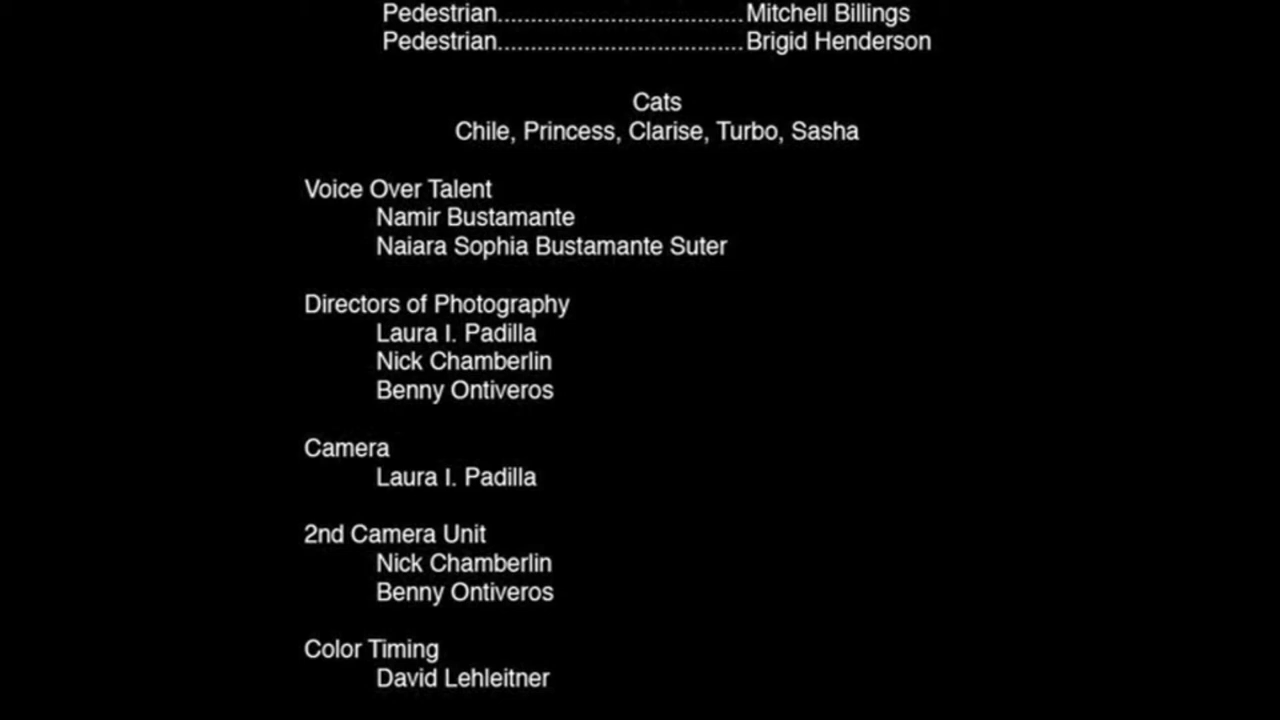 Pedestrian.....................................Mitchell Billings
Pedestrian.....................................Brigid Henderson
Cats
Chile, Princess, Clarise, Turbo, Sasha
Voice Over Talent
Namir Bustamante
Naiara Sophia Bustamante Suter
Directors of Photography
Laura I. Padilla
Nick Chamberlin
Benny Ontiveros
Camera
Laura I. Padilla
2nd Camera Unit
Nick Chamberlin
Benny Ontiveros
Color Timing
David Lehleitner